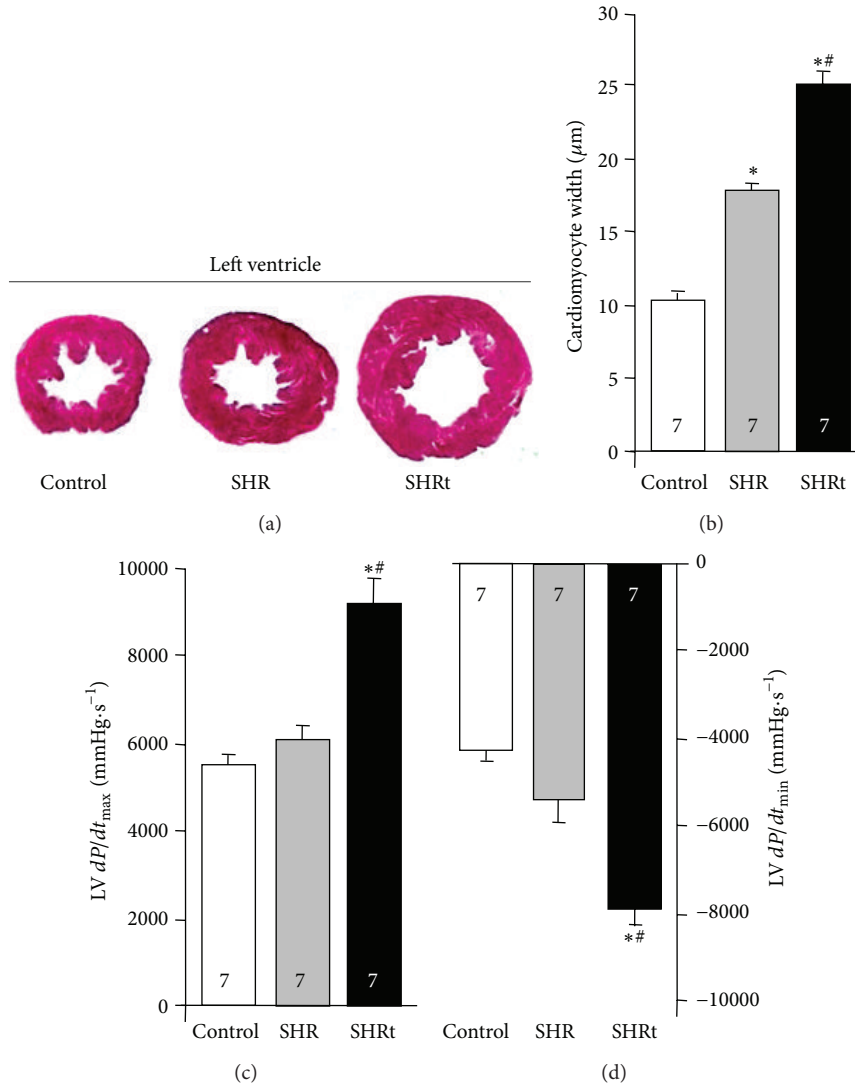 Left ventricle
Control SHR SHRt
(a)
Cardiomyocyte width (μm)
30
25
20
15
10
5
0
*
*#
7 7 7
Control SHR SHRt
(b)
LV dP/dt_max (mmHg·s⁻¹)
10000
8000
6000
4000
2000
0
*#
7 7 7
Control SHR SHRt
(c)
0
−2000
−4000
−6000
−8000
−10000
LV dP/dt_min (mmHg·s⁻¹)
7 7 7
*#
Control SHR SHRt
(d)